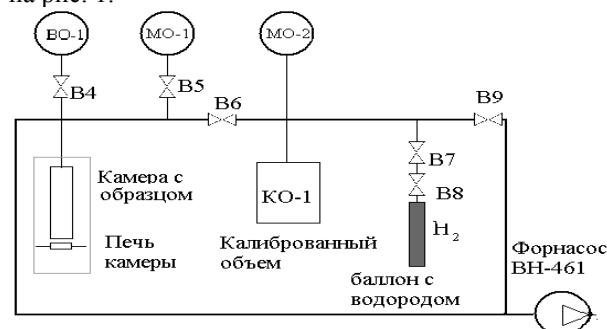 на рис. 1.
ВО-1
МО-1
МО-2
В4
В5
В6
В9
В7
В8
Камера с
образцом
КО-1
H2
Печь
камеры
Калиброванный
объем
баллон с
водородом
Форнасос
ВН-461